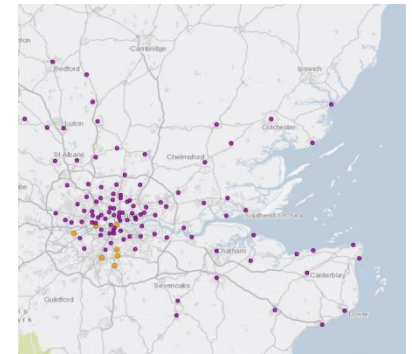 Cambridge
Bedford
Ipswich
Luton
Colchester
St Albans
Chelmsford
Southend-on-Sea
Chatham
Canterbury
Sevenoaks
Guildford
Dover